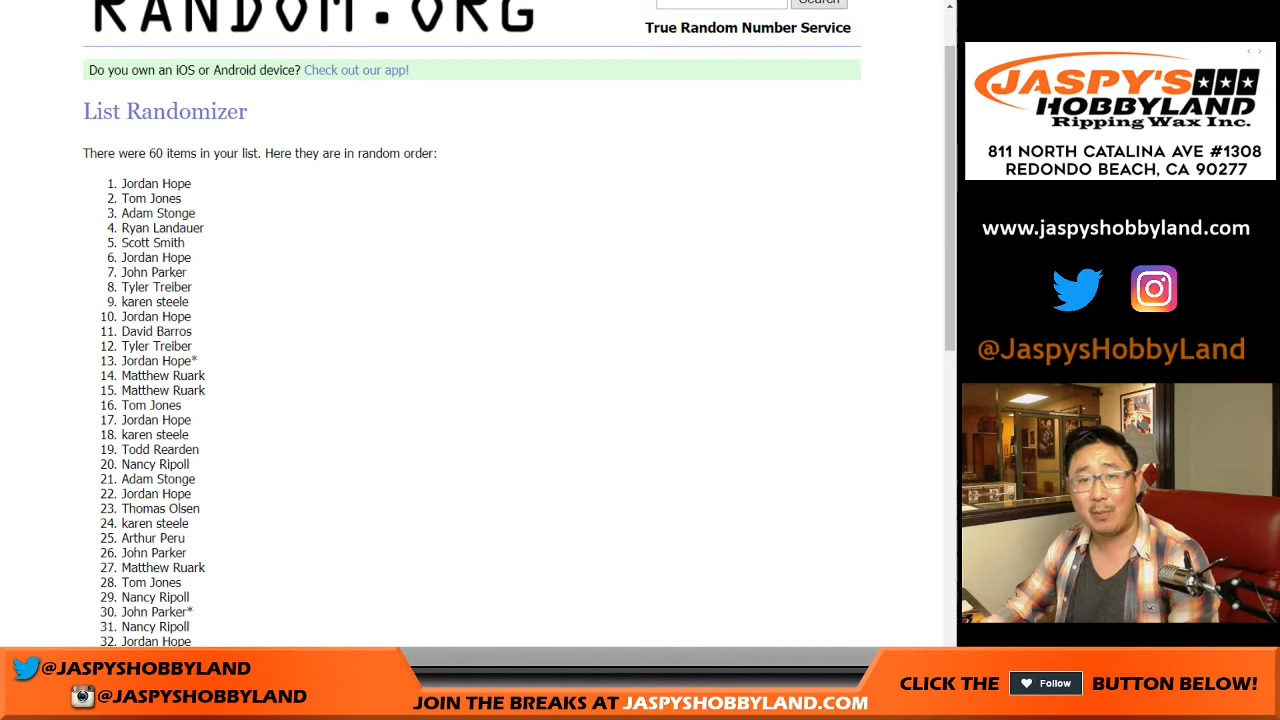 RANDOM.ORG
Search
True Random Number Service
Do you own an iOS or Android device? Check out our app!
List Randomizer
There were 60 items in your list. Here they are in random order:
1. Jordan Hope
2. Tom Jones
3. Adam Stonge
4. Ryan Landauer
5. Scott Smith
6. Jordan Hope
7. John Parker
8. Tyler Treiber
9. karen steele
10. Jordan Hope
11. David Barros
12. Tyler Treiber
13. Jordan Hope*
14. Matthew Ruark
15. Matthew Ruark
16. Tom Jones
17. Jordan Hope
18. karen steele
19. Todd Rearden
20. Nancy Ripoll
21. Adam Stonge
22. Jordan Hope
23. Thomas Olsen
24. karen steele
25. Arthur Peru
26. John Parker
27. Matthew Ruark
28. Tom Jones
29. Nancy Ripoll
30. John Parker*
31. Nancy Ripoll
32. Jordan Hope
JASPY'S
HOBBYLAND
Ripping Wax Inc.
811 NORTH CATALINA AVE #1308
REDONDO BEACH, CA 90277
www.jaspyshobbyland.com
@JaspysHobbyLand
@JASPYSHOBBYLAND
@JASPYSHOBBYLAND
JOIN THE BREAKS AT JASPYSHOBBYLAND.COM
CLICK THE Follow BUTTON BELOW!